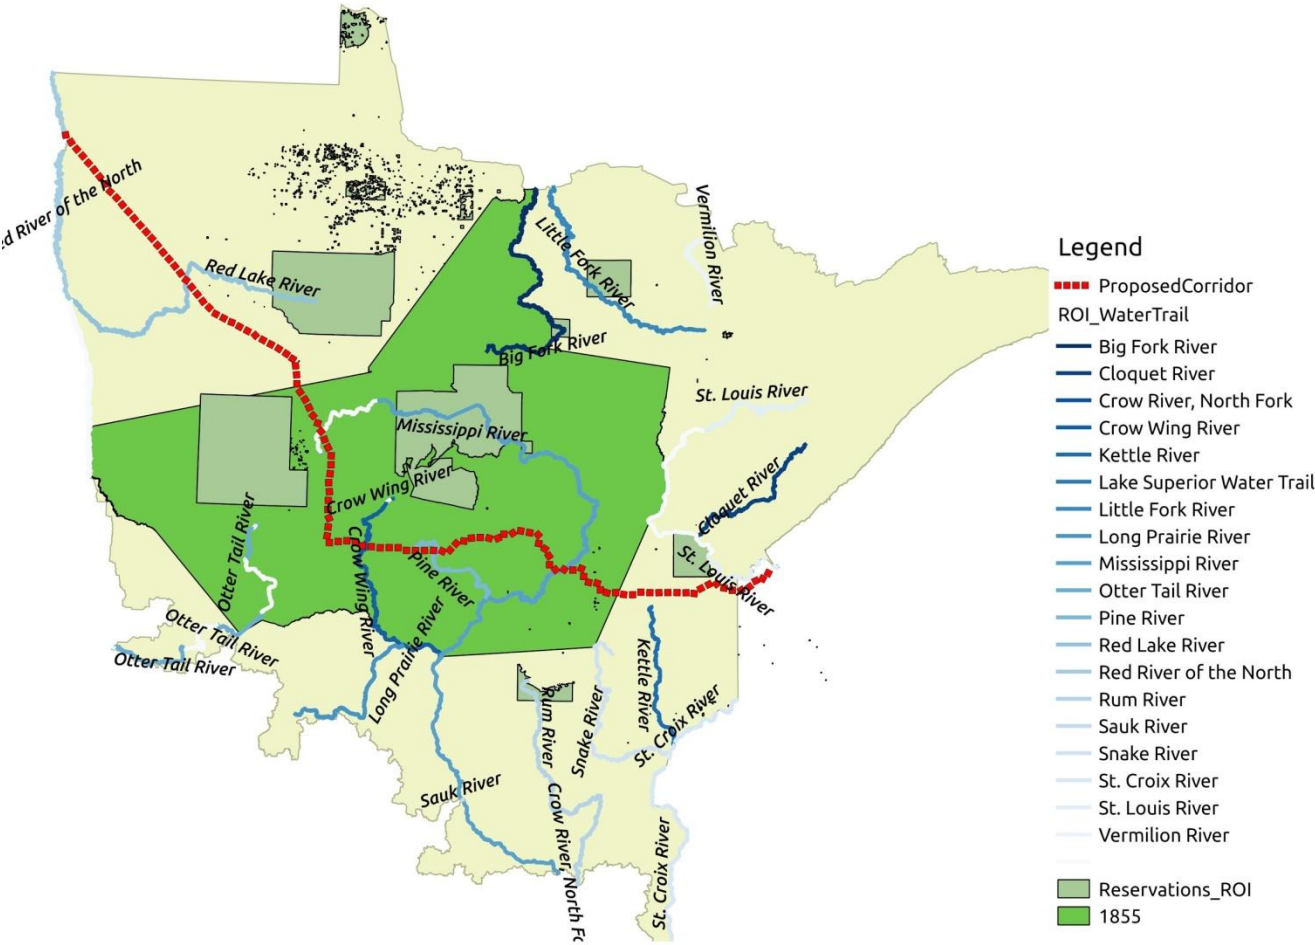 d River of the North
Red Lake River
Little Fork River
Vermilion River
Big Fork River
St. Louis River
Mississippi River
Crow Wing River
Cloquet River
Otter Tail River
Crow Wing River
Pine River
St. Louis River
Otter Tail River
Otter Tail River
Long Prairie River
Kettle River
Rum River
Snake River
St. Croix River
Sauk River
Crow River, North Fo
St. Croix River
Legend
ProposedCorridor
ROI_WaterTrail
Big Fork River
Cloquet River
Crow River, North Fork
Crow Wing River
Kettle River
Lake Superior Water Trail
Little Fork River
Long Prairie River
Mississippi River
Otter Tail River
Pine River
Red Lake River
Red River of the North
Rum River
Sauk River
Snake River
St. Croix River
St. Louis River
Vermilion River
Reservations_ROI
1855